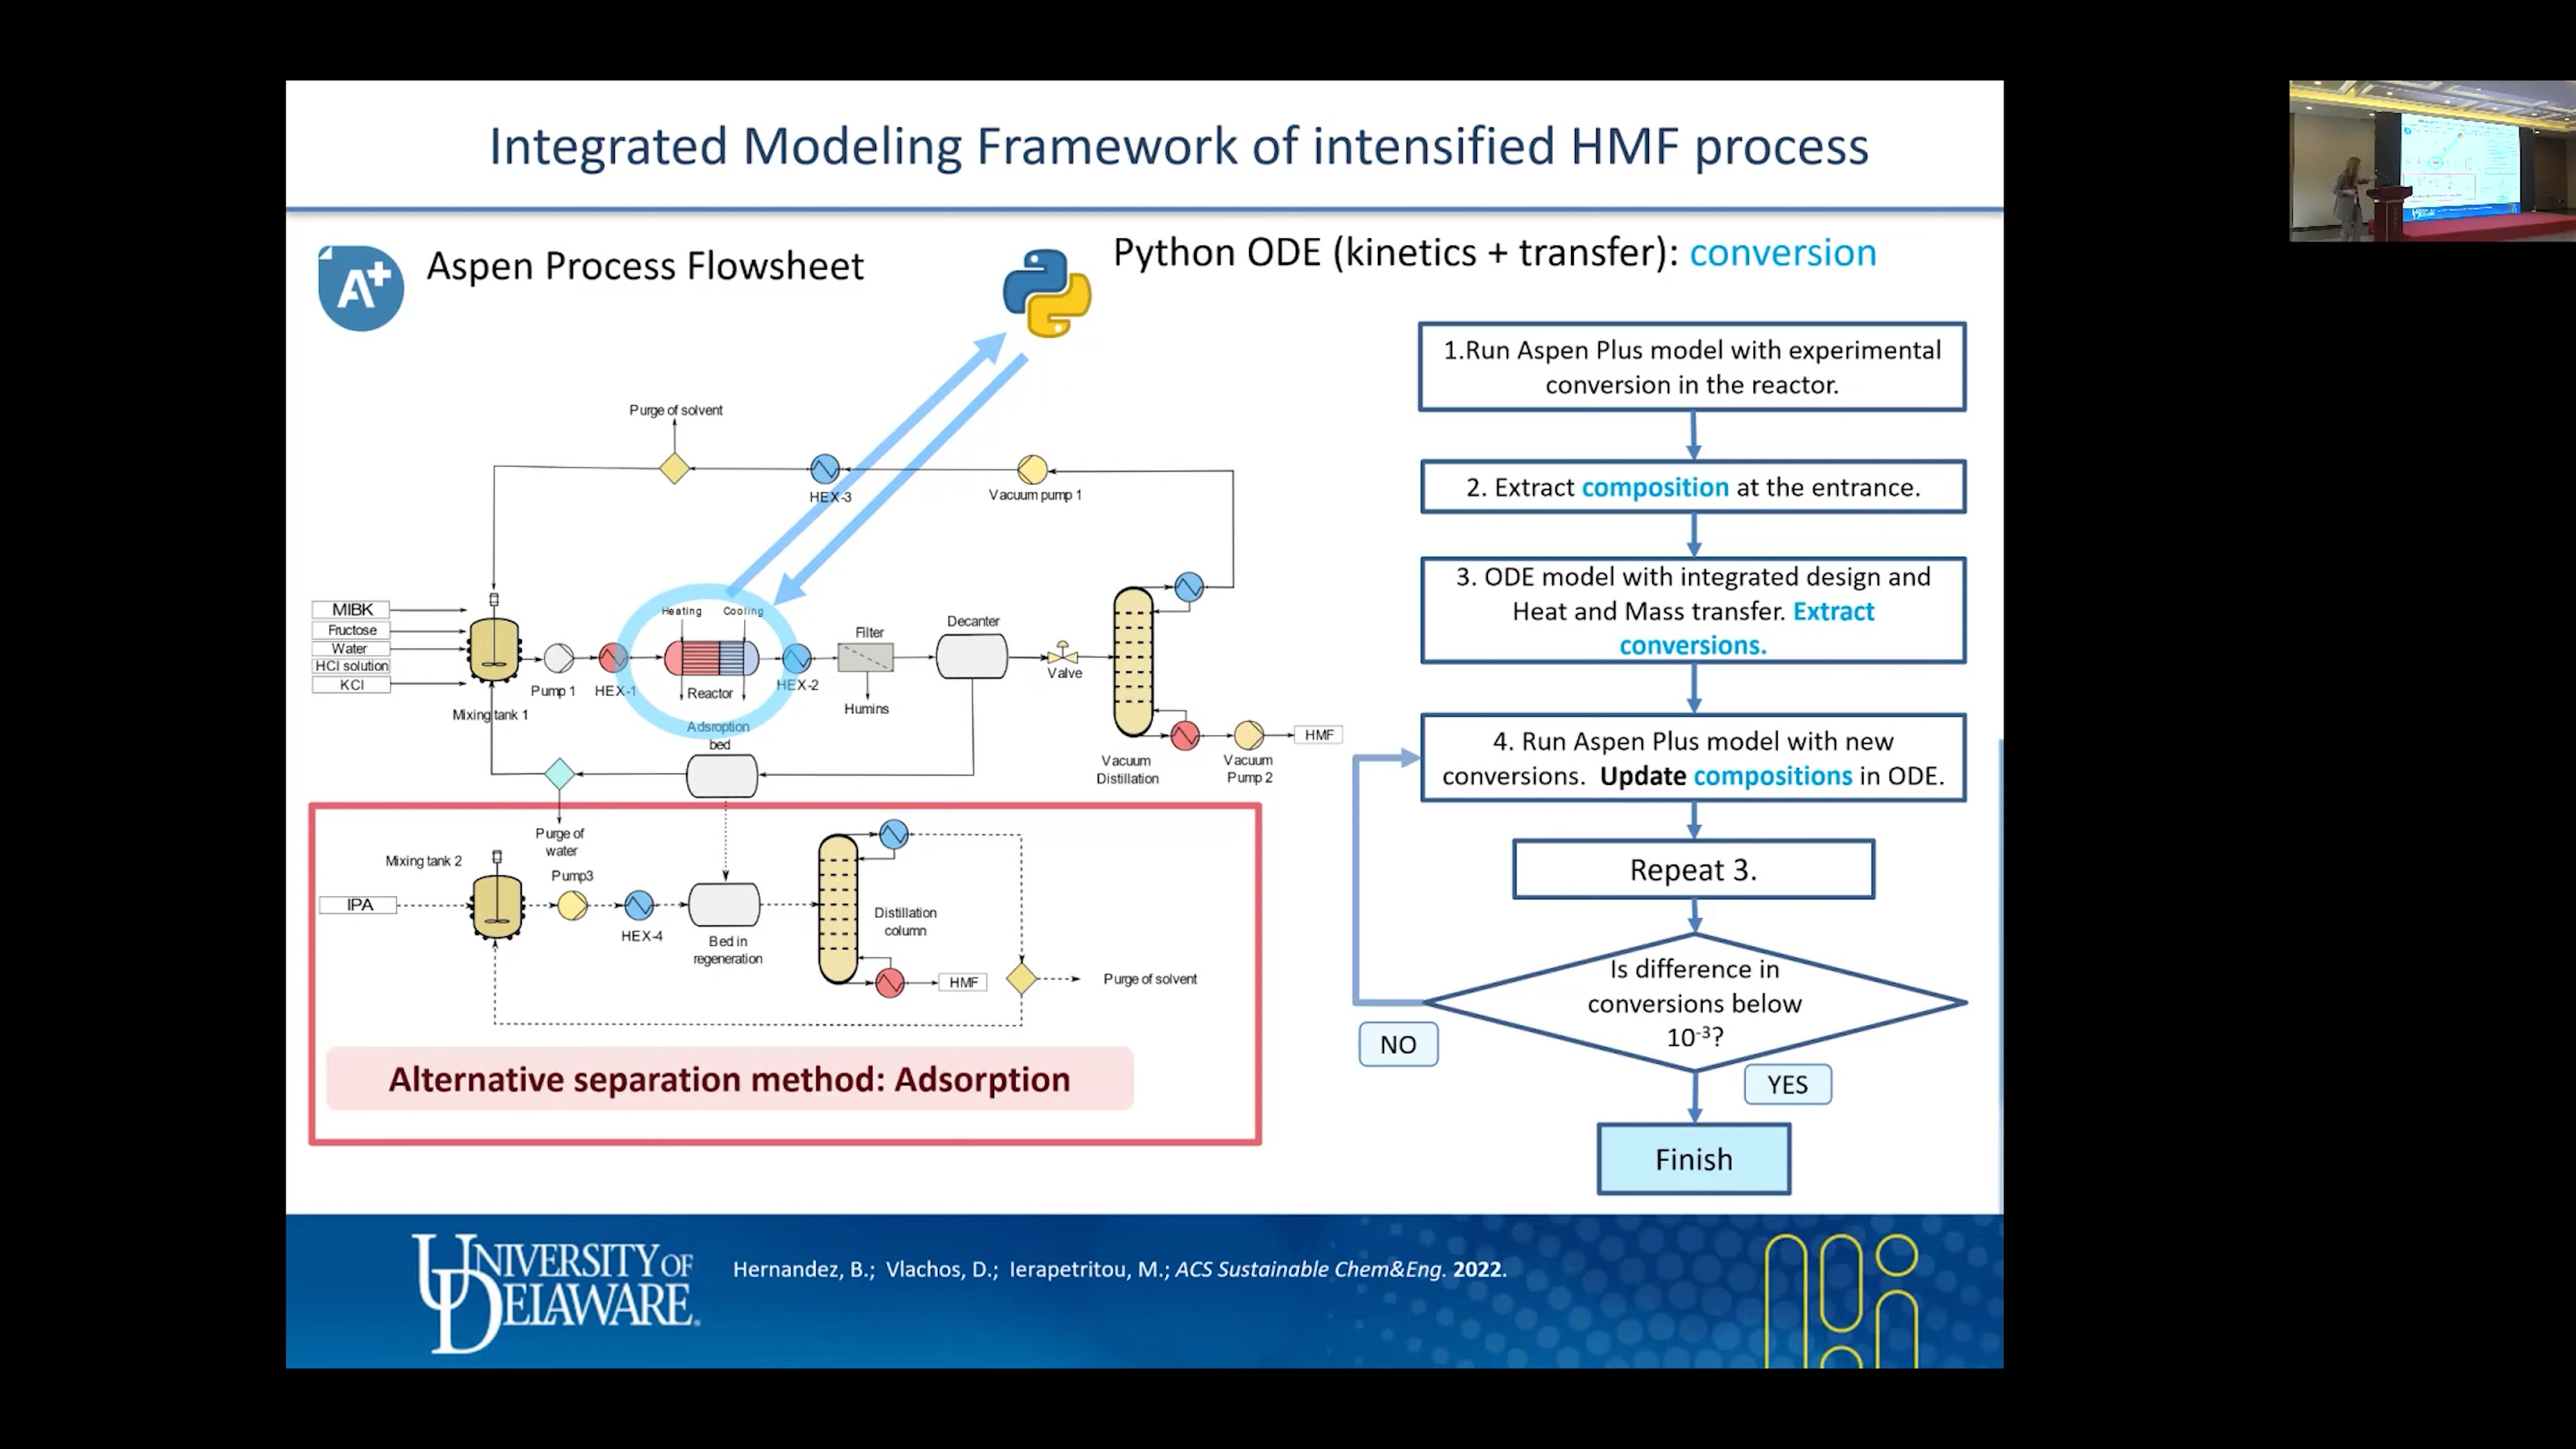 Integrated Modeling Framework of intensified HMF process
A+
Aspen Process Flowsheet
Python ODE (kinetics + transfer): conversion
Purge of solvent
HEX-3
Vacuum pump 1
MIBK
Fructose
Water
HCl solution
KCl
Mixing tank 1
Pump 1
HEX-1
Heating
Cooling
Reactor
HEX-2
Filter
Humins
Decanter
Valve
Vacuum
Distillation
Vacuum
Pump 2
HMF
Adsroption
bed
Purge of
water
Mixing tank 2
IPA
Pump3
HEX-4
Bed in
regeneration
Distillation
column
HMF
Purge of solvent
Alternative separation method: Adsorption
1.Run Aspen Plus model with experimental
conversion in the reactor.
2. Extract composition at the entrance.
3. ODE model with integrated design and
Heat and Mass transfer. Extract
conversions.
4. Run Aspen Plus model with new
conversions. Update compositions in ODE.
Repeat 3.
Is difference in
conversions below
10-3?
NO
YES
Finish
UNIVERSITY OF
DELAWARE.
Hernandez, B.; Vlachos, D.; Ierapetritou, M.; ACS Sustainable Chem&Eng. 2022.